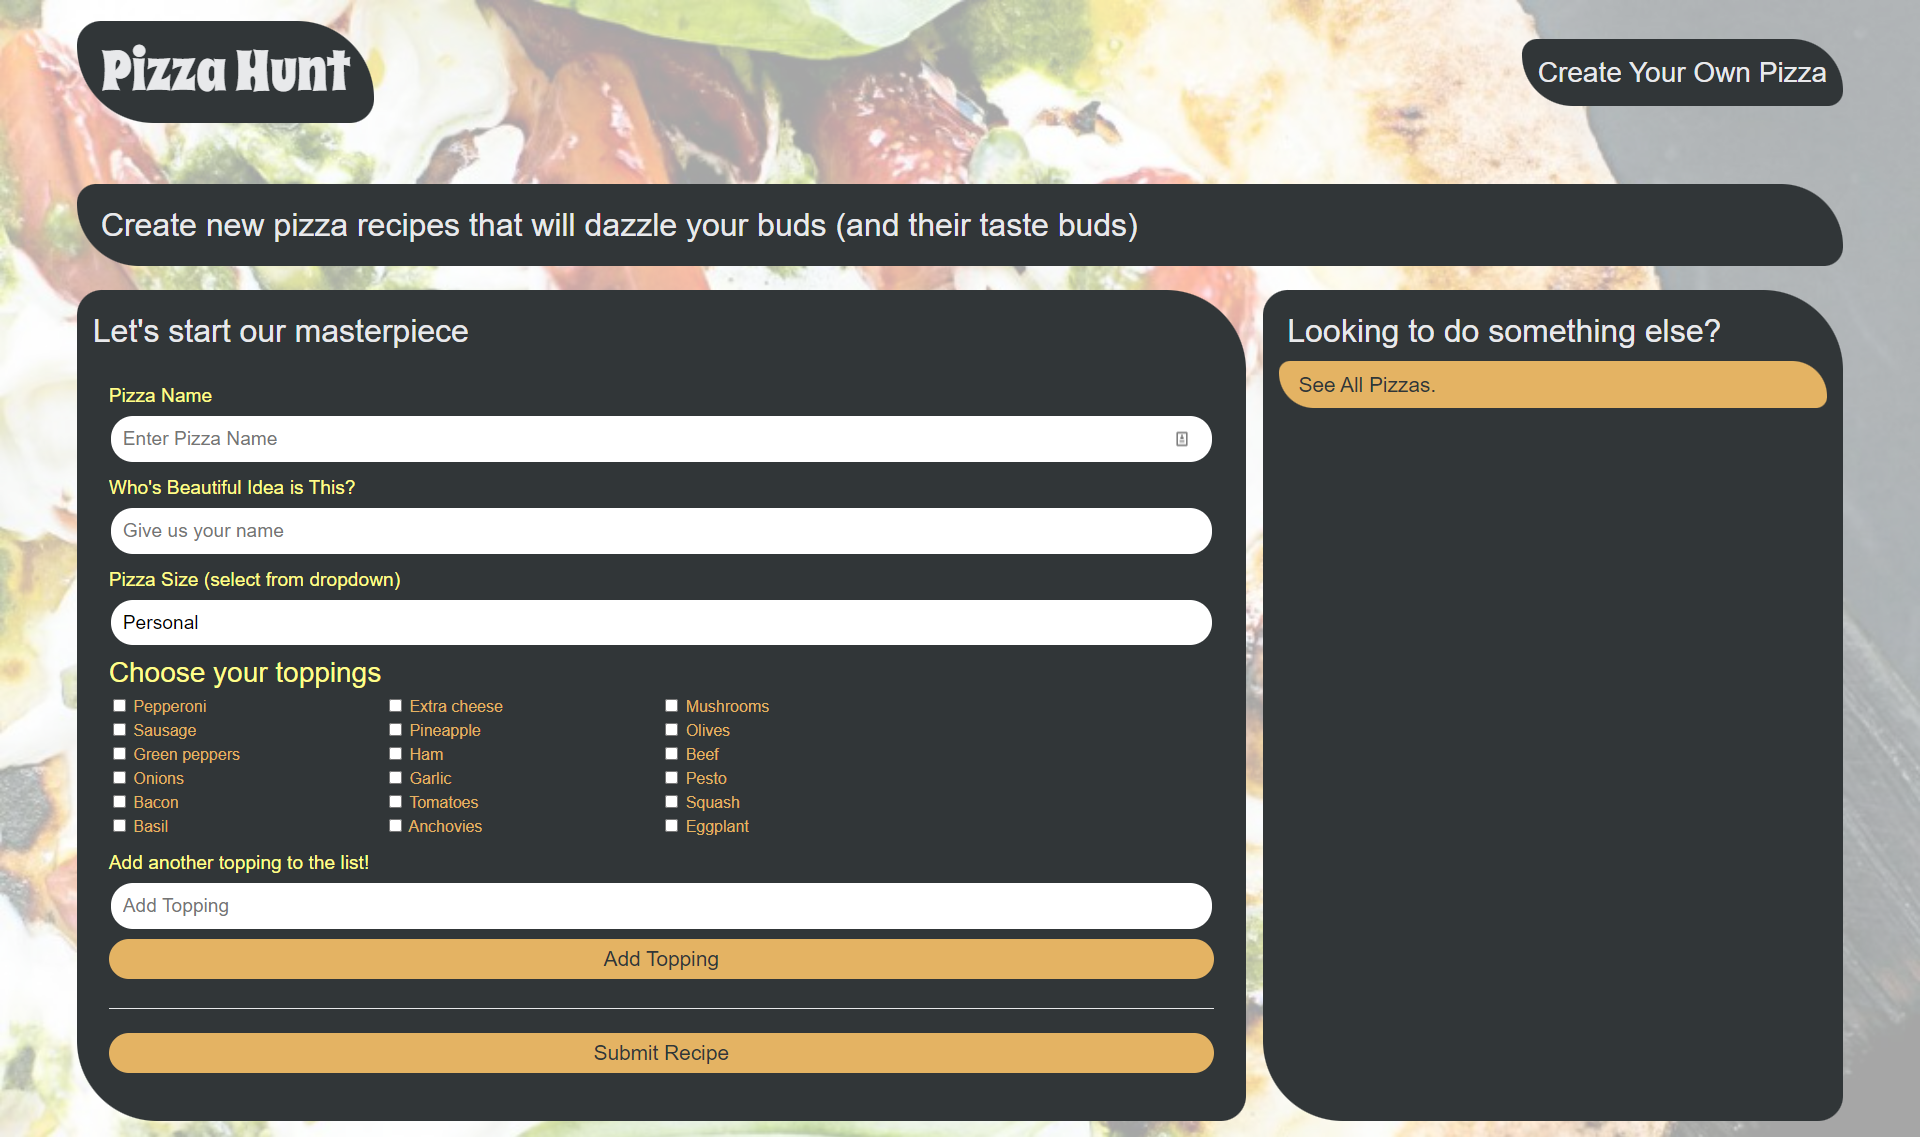 Pizza Hunt
Create Your Own Pizza
Create new pizza recipes that will dazzle your buds (and their taste buds)
Let's start our masterpiece
Pizza Name
Enter Pizza Name
Who's Beautiful Idea is This?
Give us your name
Pizza Size (select from dropdown)
Personal
Choose your toppings
Pepperoni Extra cheese Mushrooms
Sausage Pineapple Olives
Green peppers Ham Beef
Onions Garlic Pesto
Bacon Tomatoes Squash
Basil Anchovies Eggplant
Add another topping to the list!
Add Topping
Add Topping
Submit Recipe
Looking to do something else?
See All Pizzas.